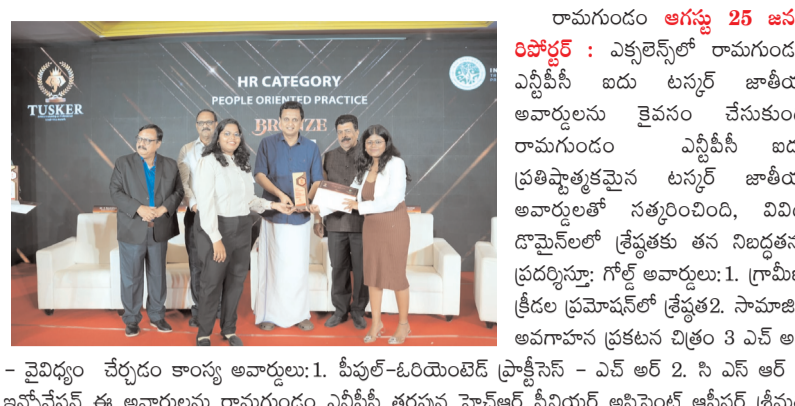 TUSKER
HR CATEGORY
PEOPLE ORIENTED PRACTICE
BRONZE
రామగుండం ఆగస్టు 25 జన
రిపోర్టర్ : ఎక్సలెన్స్‌లో రామగుండ
ఎన్టీపీసీ ఐదు టస్కర్ జాతీయ
అవార్డులను కైవసం చేసుకుంది
రామగుండం ఎన్టీపీసీ ఐదు
ప్రతిష్టాత్మకమైన టస్కర్ జాతీయ
అవార్డులతో సత్కరించింది, వివిధ
డొమైన్‌లలో శ్రేష్ఠతకు తన నిబద్ధతను
ప్రదర్శిస్తూ: గోల్డ్ అవార్డులు:1. గ్రామీణ
క్రీడల ప్రమోషన్‌లో శ్రేష్ఠత2. సామాజి
అవగాహన ప్రకటన చిత్రం 3 ఎచ్ అ
- వైవిధ్యం చేర్చడం కాంస్య అవార్డులు:1. పీపుల్-ఓరియెంటెడ్ ప్రాక్టీసెస్ - ఎచ్ అర్ 2. సి ఎస్ ఆర్